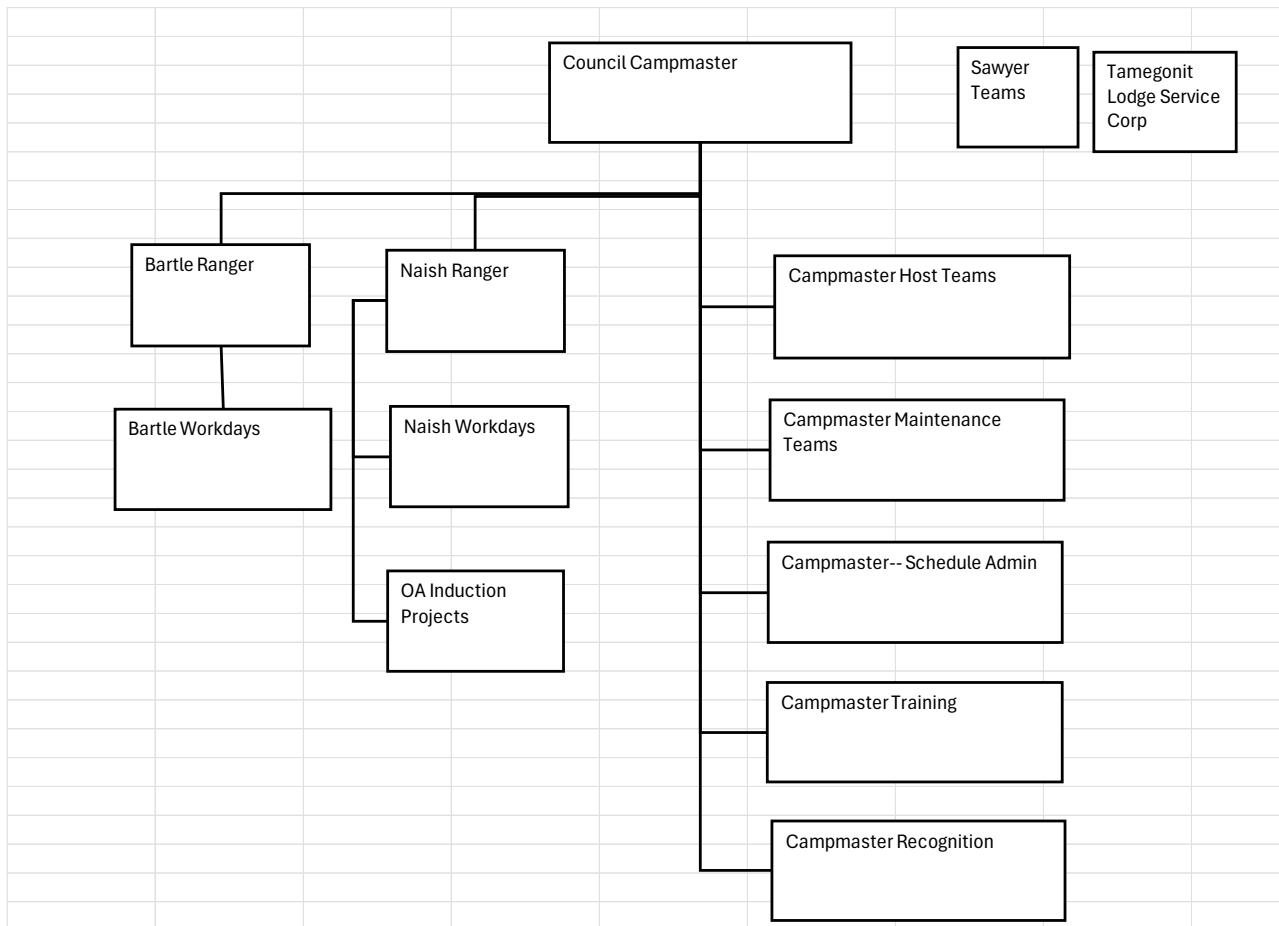 Council Campmaster
Sawyer
Teams
Tamegonit
Lodge Service
Corp
Bartle Ranger
Naish Ranger
Campmaster Host Teams
Bartle Workdays
Naish Workdays
Campmaster Maintenance
Teams
OA Induction
Projects
Campmaster-- Schedule Admin
Campmaster Training
Campmaster Recognition